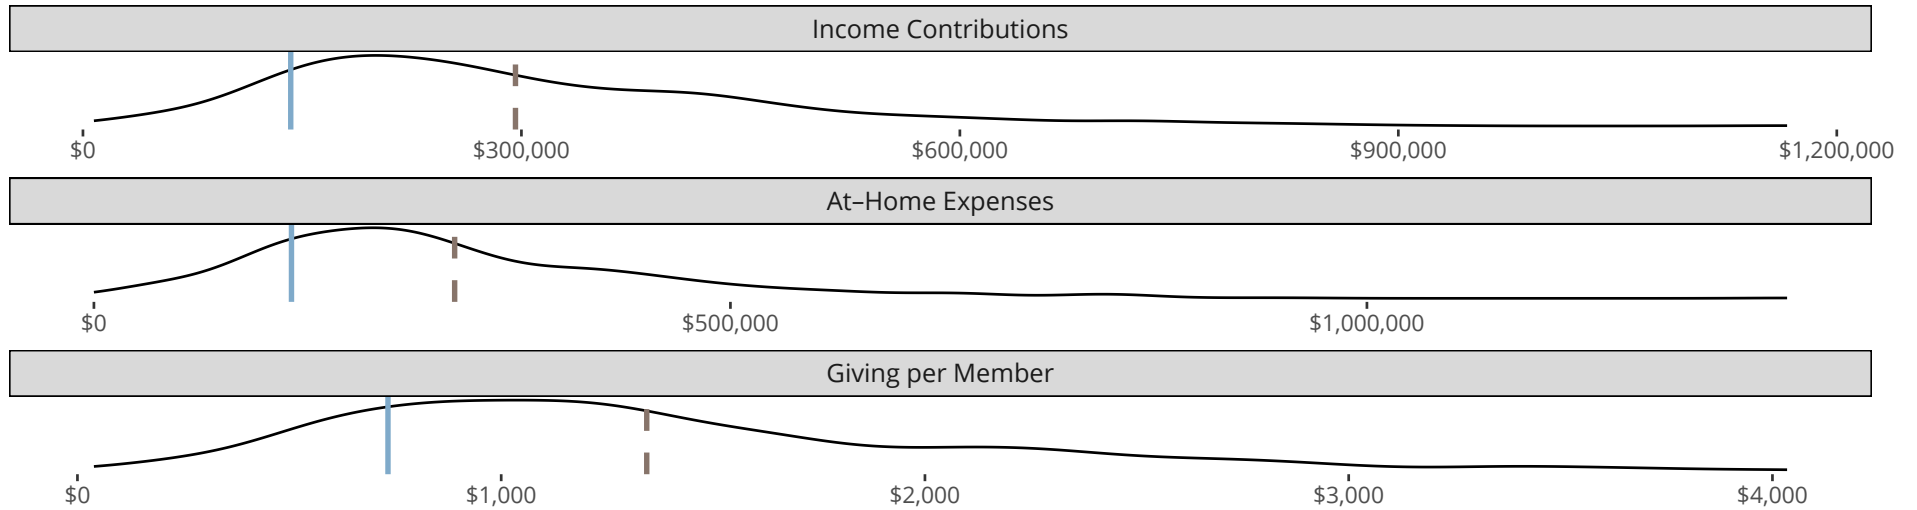 Income Contributions
$0 $300,000 $600,000 $900,000 $1,200,000
At–Home Expenses
$0 $500,000 $1,000,000
Giving per Member
$0 $1,000 $2,000 $3,000 $4,000